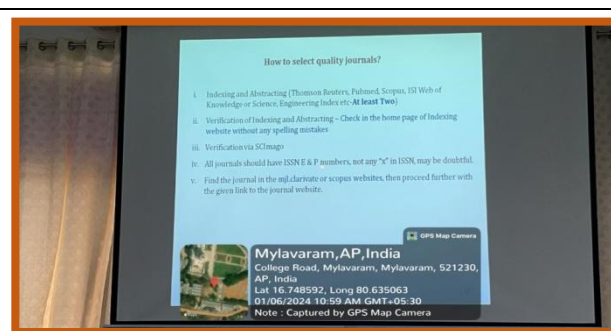 How to select quality journals?
i. Indexing and Abstracting (Thomson Reuters, Pubmed, Scopus, ISI Web of
Knowledge or Science, Engineering Index etc-At least Two)
ii. Verification of Indexing and Abstracting – Check in the home page of Indexing
website without any spelling mistakes
iii. Verification via SCImago
iv. All journals should have ISSN E & P numbers, not any "x" in ISSN, may be doubtful.
v. Find the journal in the mjl.clarivate or scopus websites, then proceed further with
the given link to the journal website.
GPS Map Camera
Mylavaram,AP,India
College Road, Mylavaram, Mylavaram, 521230,
AP, India
Lat 16.748592, Long 80.635063
01/06/2024 10:59 AM GMT+05:30
Note : Captured by GPS Map Camera